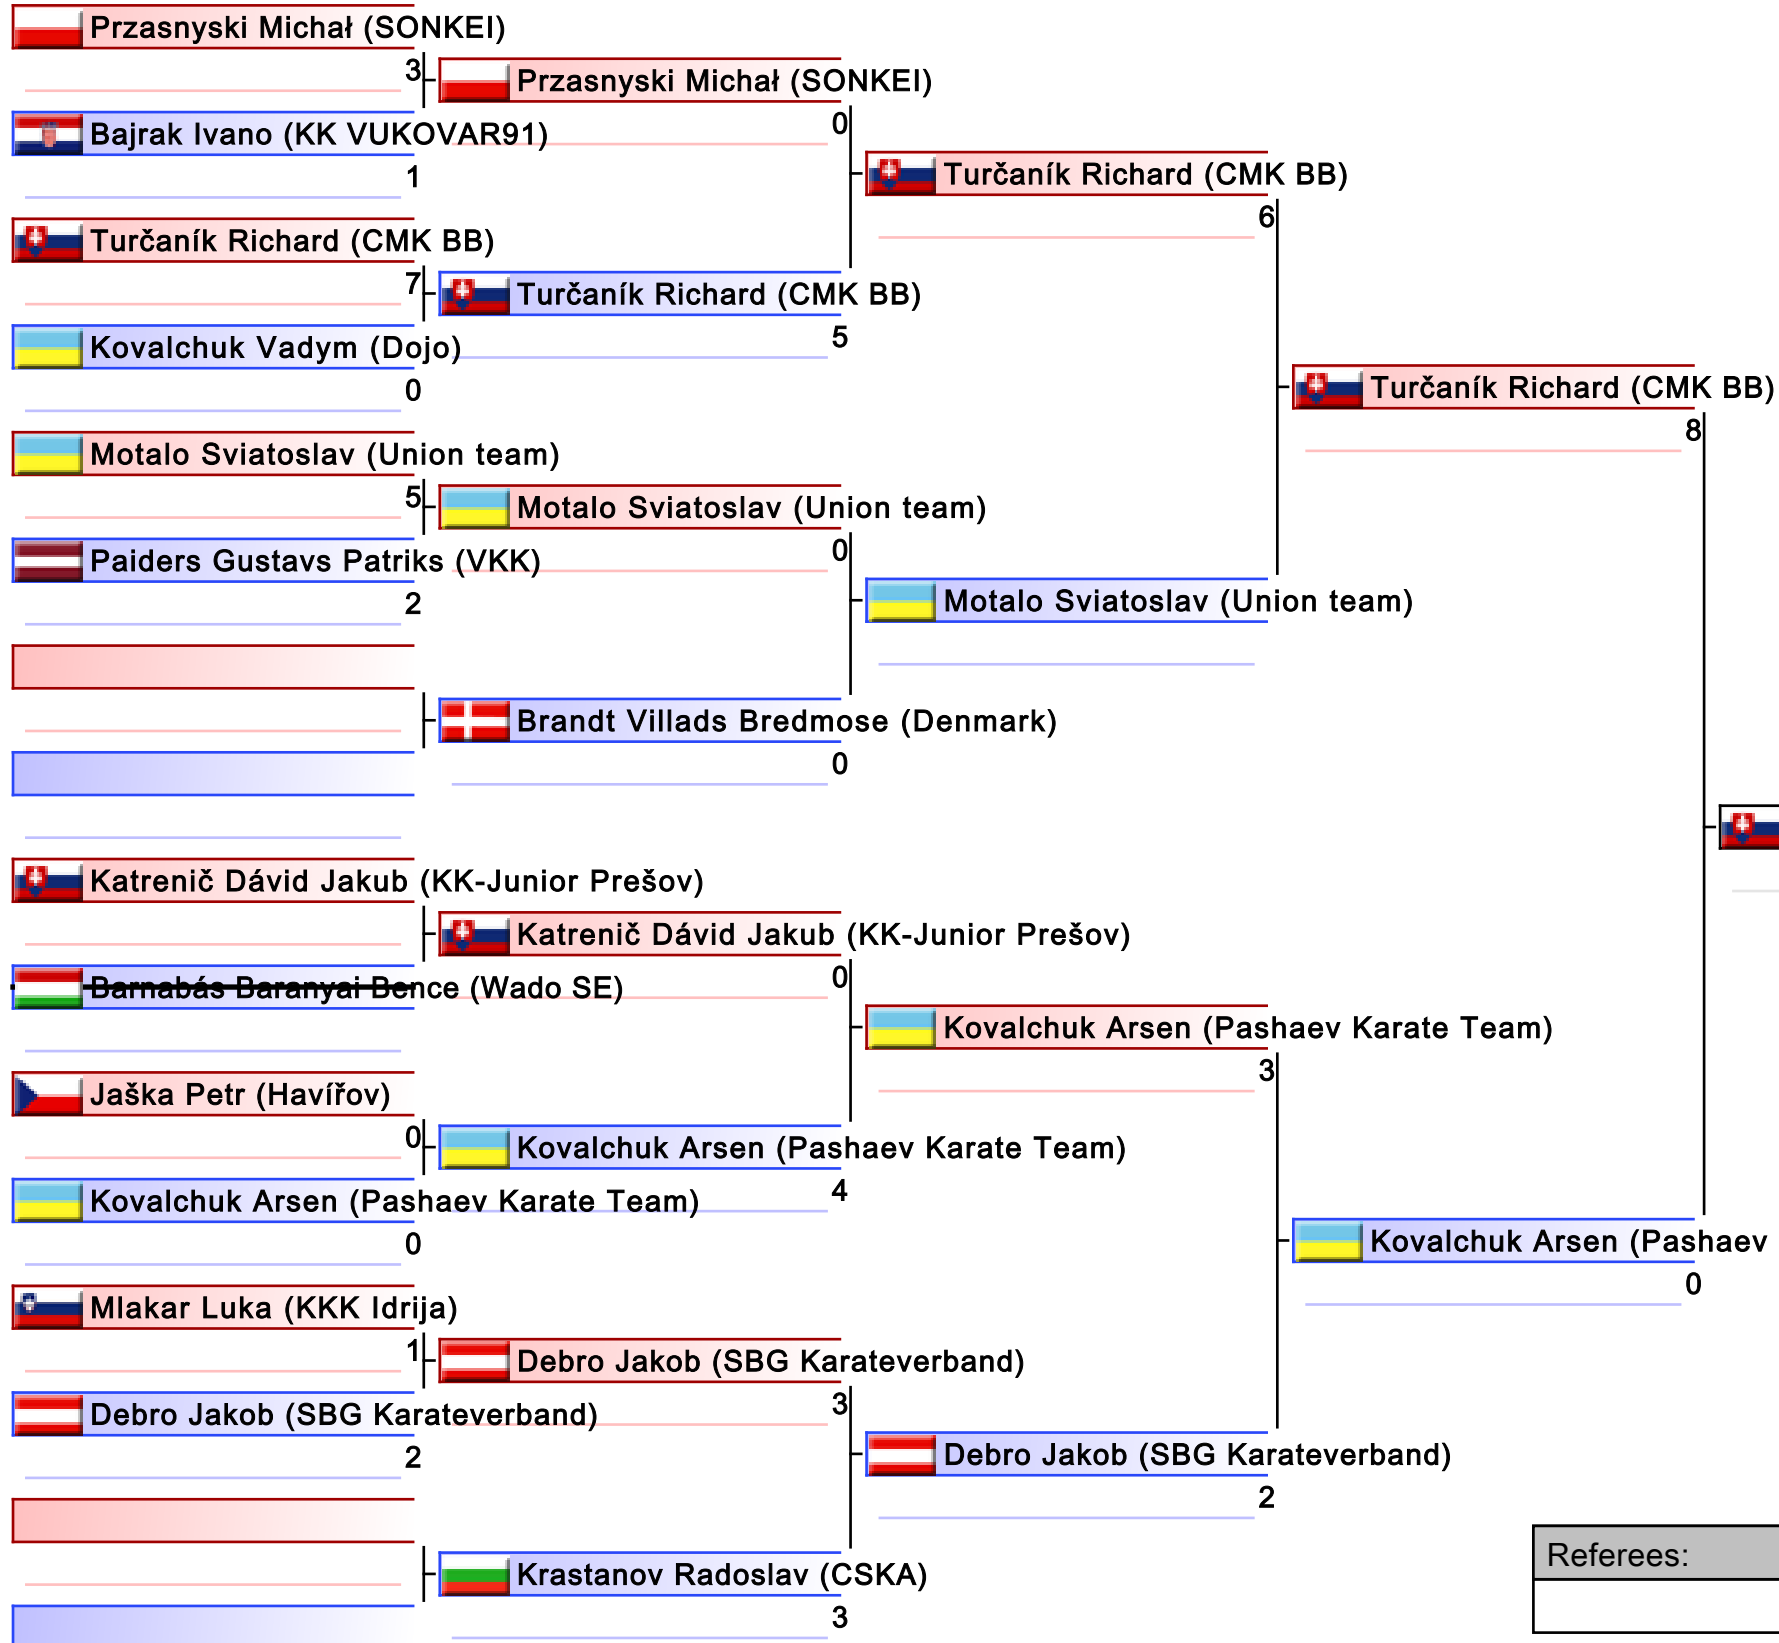 Przasnyski Michał (SONKEI)
3
Przasnyski Michał (SONKEI)
0
Bajrak Ivano (KK VUKOVAR91)
1
Turčaník Richard (CMK BB)
6
Turčaník Richard (CMK BB)
7
Turčaník Richard (CMK BB)
5
Kovalchuk Vadym (Dojo)
0
Turčaník Richard (CMK BB)
8
Motalo Sviatoslav (Union team)
5
Motalo Sviatoslav (Union team)
0
Paiders Gustavs Patriks (VKK)
2
Motalo Sviatoslav (Union team)
Brandt Villads Bredmose (Denmark)
0
Katrenič Dávid Jakub (KK-Junior Prešov)
Katrenič Dávid Jakub (KK-Junior Prešov)
0
Barnabás Baranyai Bence (Wado SE)
Kovalchuk Arsen (Pashaev Karate Team)
3
Jaška Petr (Havířov)
0
Kovalchuk Arsen (Pashaev Karate Team)
4
Kovalchuk Arsen (Pashaev Karate Team)
0
Kovalchuk Arsen (Pashaev
0
Mlakar Luka (KKK Idrija)
1
Debro Jakob (SBG Karateverband)
3
Debro Jakob (SBG Karateverband)
2
Debro Jakob (SBG Karateverband)
2
Krastanov Radoslav (CSKA)
3
Referees: